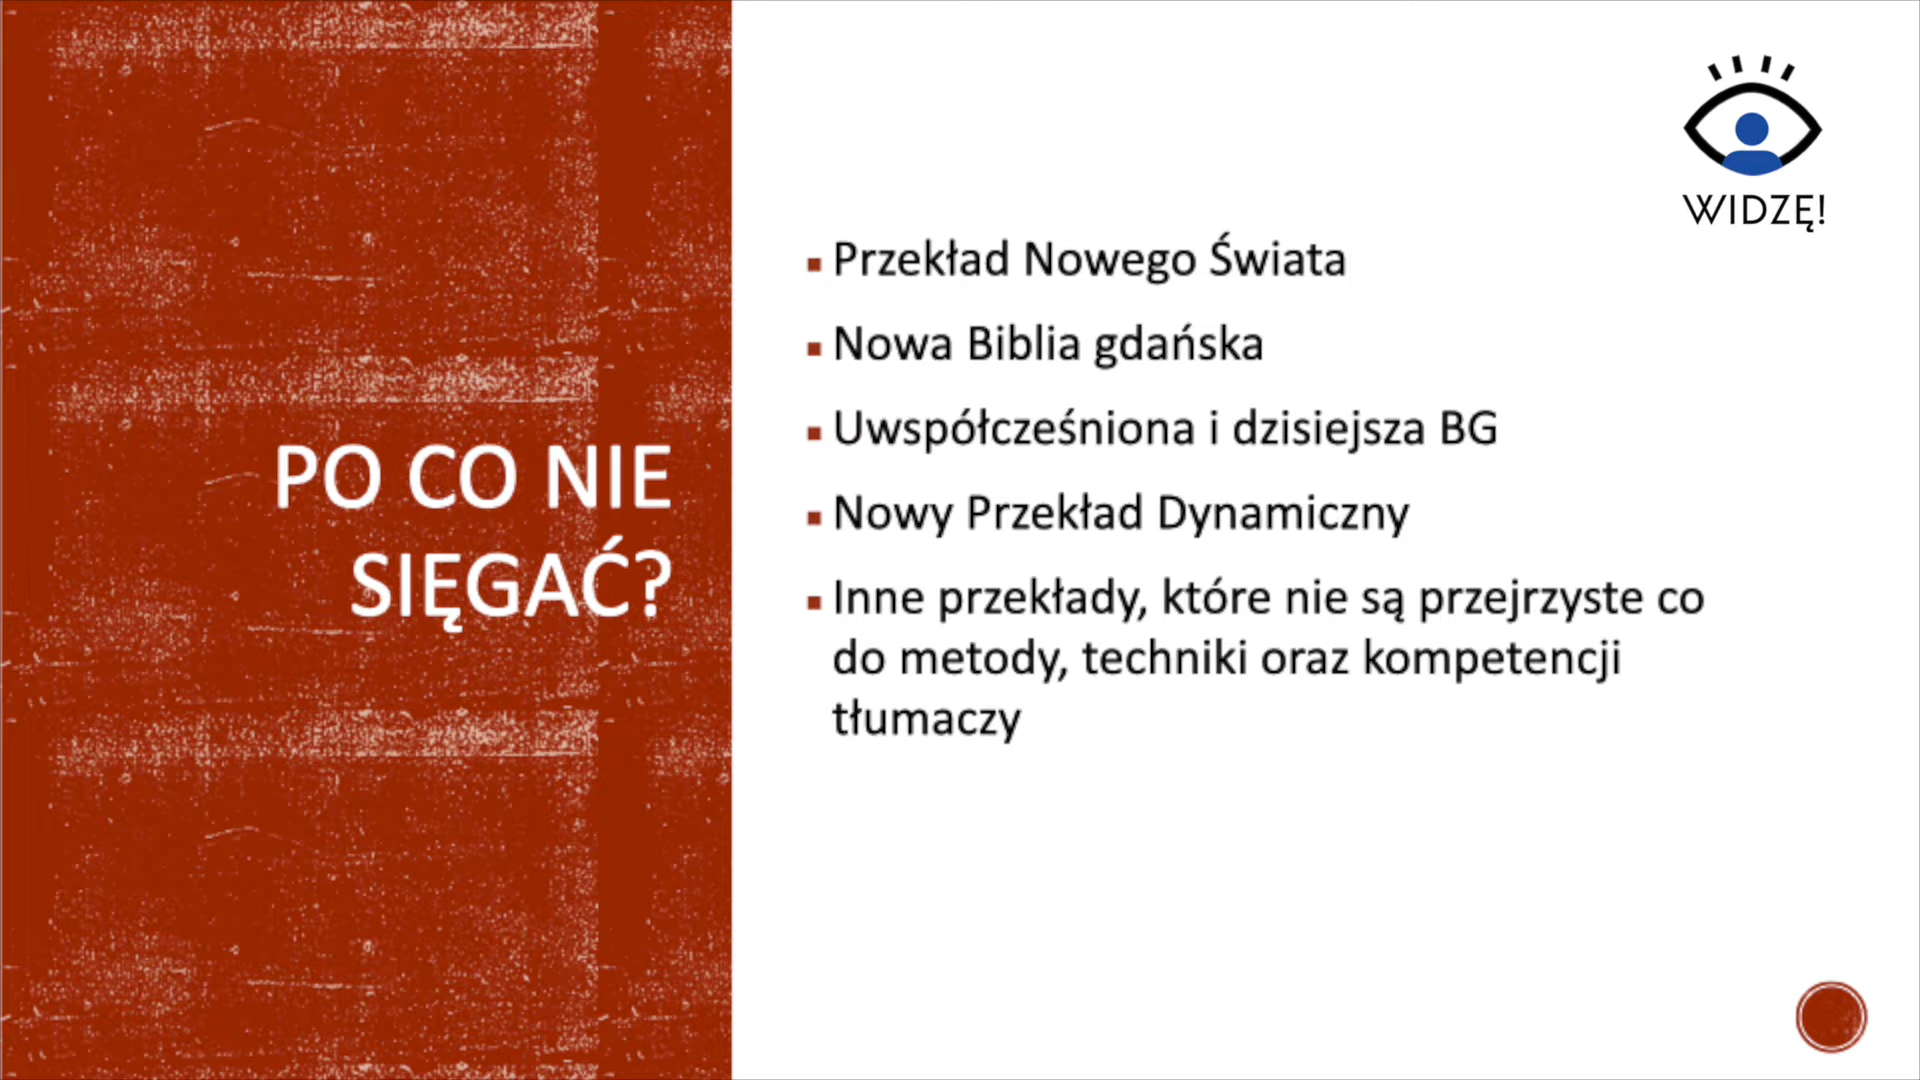 PO CO NIE
SIĘGAĆ?
WIDZĘ!
Przekład Nowego Świata
Nowa Biblia gdańska
Uwspółcześniona i dzisiejsza BG
Nowy Przekład Dynamiczny
Inne przekłady, które nie są przejrzyste co
do metody, techniki oraz kompetencji
tłumaczy